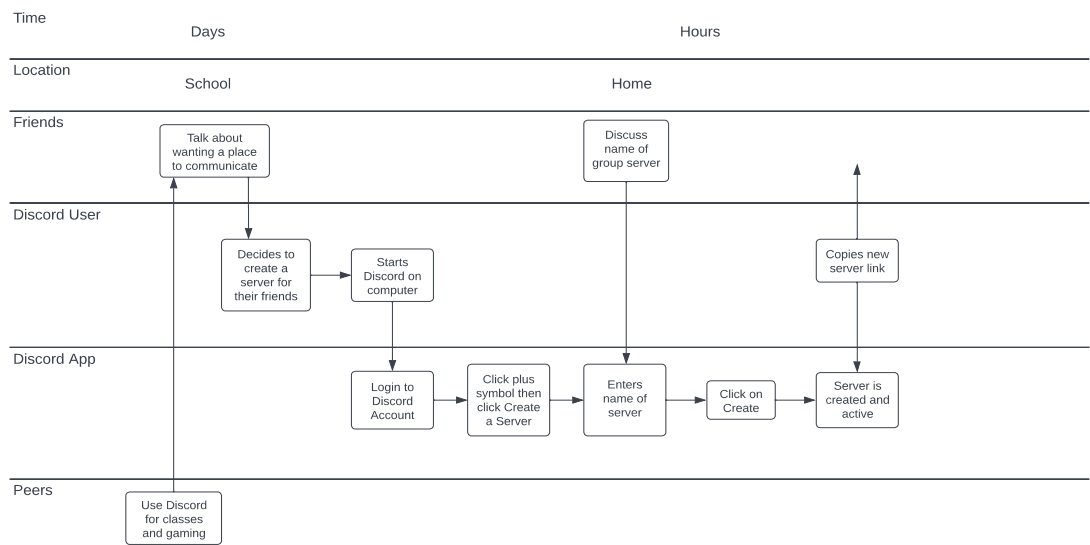 Time
Days
Hours
Location
School
Home
Friends
Talk about
wanting a place
to communicate
Discuss
name of
group server
Discord User
Decides to
create a
server for
their friends
Starts
Discord on
computer
Copies new
server link
Discord App
Login to
Discord
Account
Click plus
symbol then
click Create
a Server
Enters
name of
server
Click on
Create
Server is
created and
active
Peers
Use Discord
for classes
and gaming